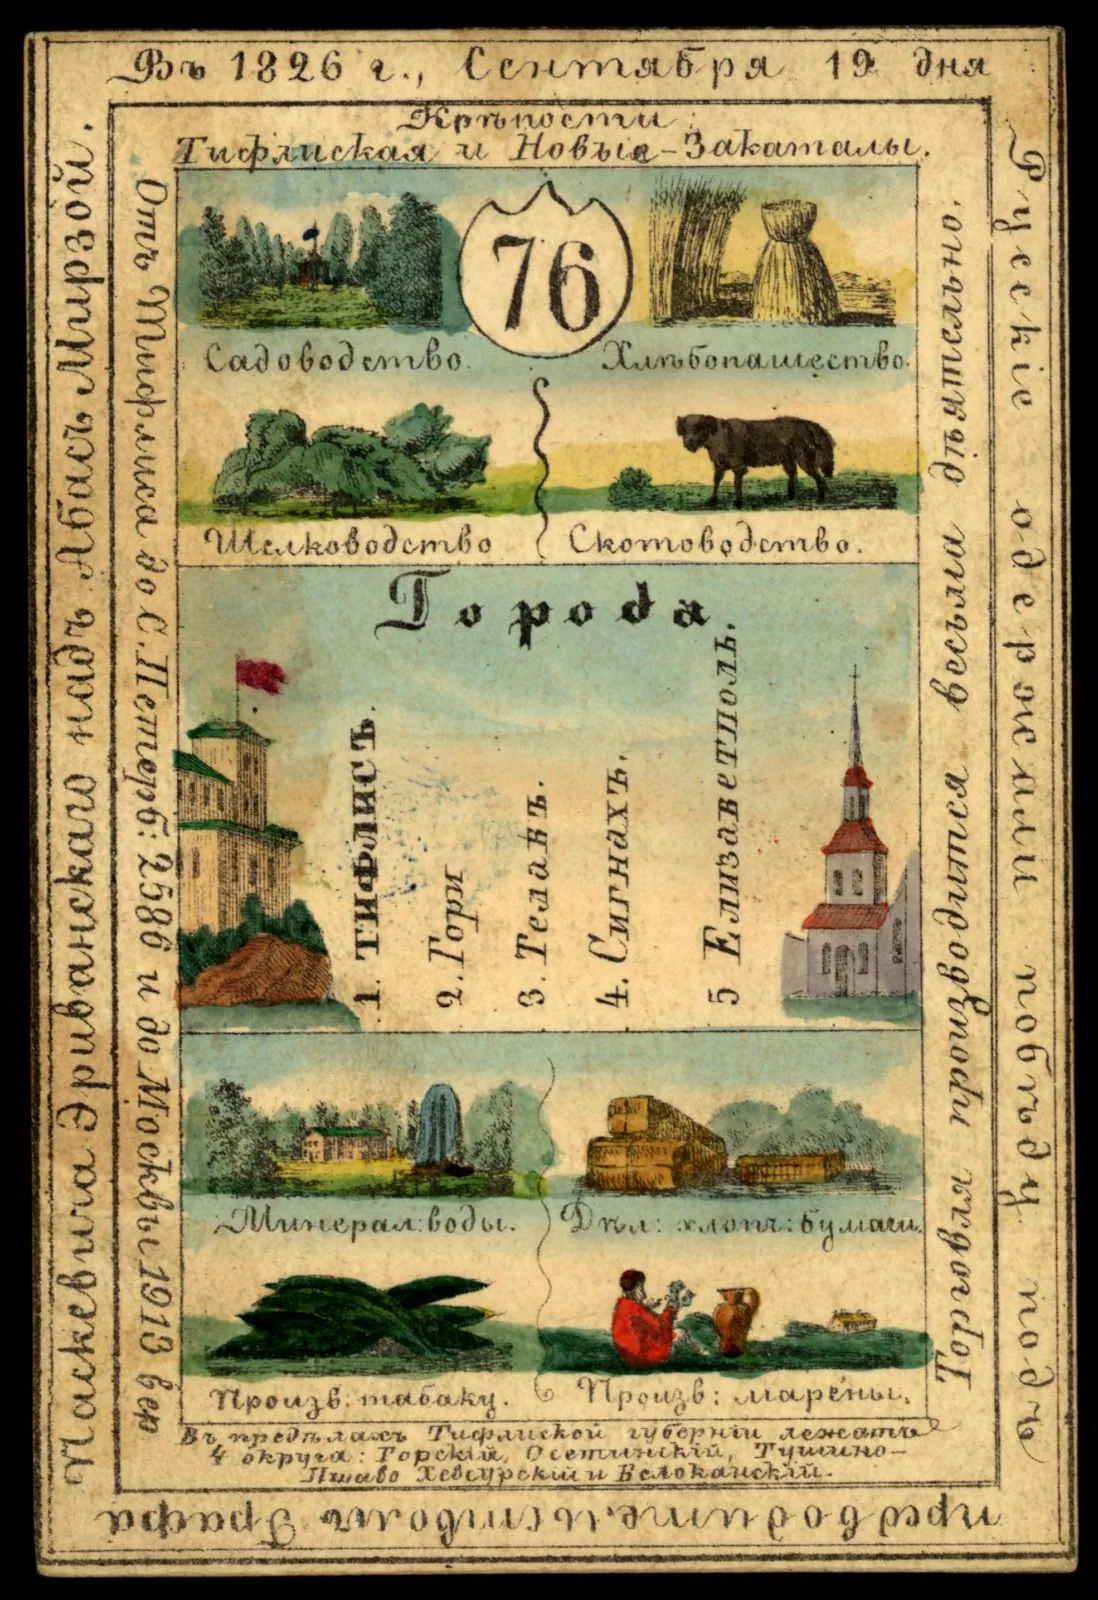 Въ 1826 г., Сентября 19 дня
Рускіе одержали побѣду подъ
предводительствомъ Графа
Паскевича Эриванскаго надъ Абасъ Мирзой.
Крѣпости:
Тифлиская и Новыя-Закаталы.
Отъ Тифлиса до С. Петерб: 2586 и до Москвы 1913 вер
76
Садоводство.
Хлѣбопашество.
Шелководство
Скотоводство.
Города
1. ТИФЛИСЪ.
2. Гори
3. Телавъ.
4. Сигнахъ.
5 Елизаветполь.
Минерал: воды.
Дѣл: хлопч: бумаги.
Произв: табаку.
Произв: марены.
Торговля производится весьма дѣятельно.
Въ предѣлахъ Тифлиской губерніи лежатъ
4 округа: Горскій, Осетинскій, Тушино-
Пшаво Хевсурскій и Белоканскій.